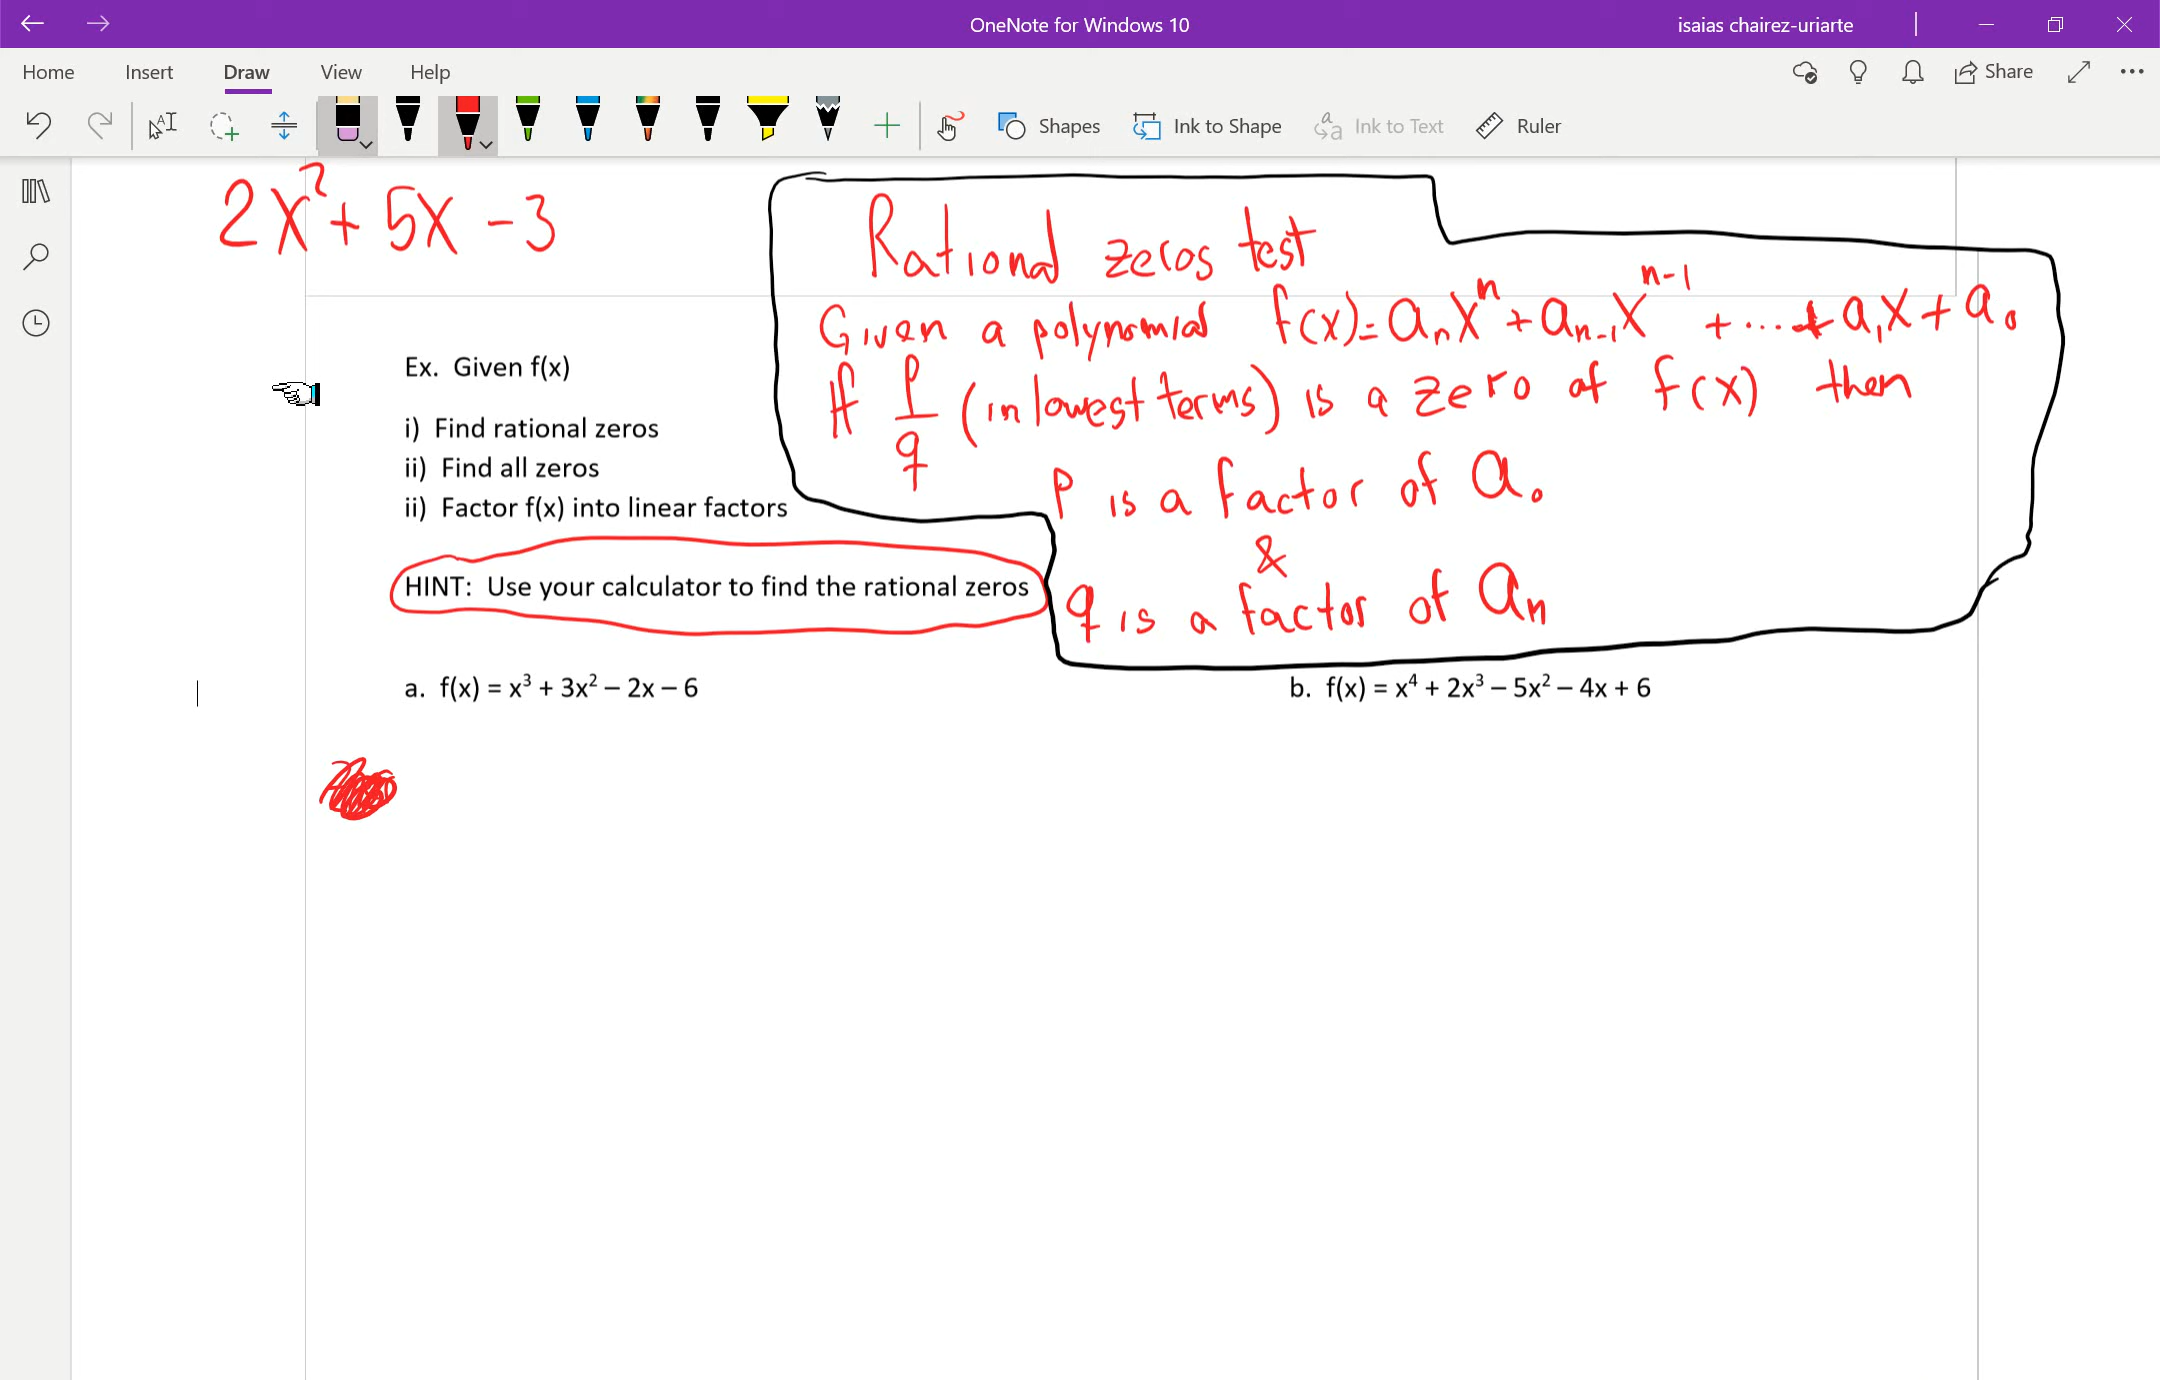 OneNote for Windows 10
isaias chairez-uriarte
Home Insert Draw View Help
Share
Shapes Ink to Shape Ink to Text Ruler
2x² + 5x - 3
Rational zeros test
Given a polynomial f(x) = aₙxⁿ + aₙ₋₁xⁿ⁻¹ + ... + a₁x + a₀
If p/q (in lowest terms) is a zero of f(x) then
p is a factor of a₀
&
q is a factor of aₙ
Ex. Given f(x)
i) Find rational zeros
ii) Find all zeros
ii) Factor f(x) into linear factors
HINT: Use your calculator to find the rational zeros
a. f(x) = x³ + 3x² – 2x – 6
b. f(x) = x⁴ + 2x³ – 5x² – 4x + 6